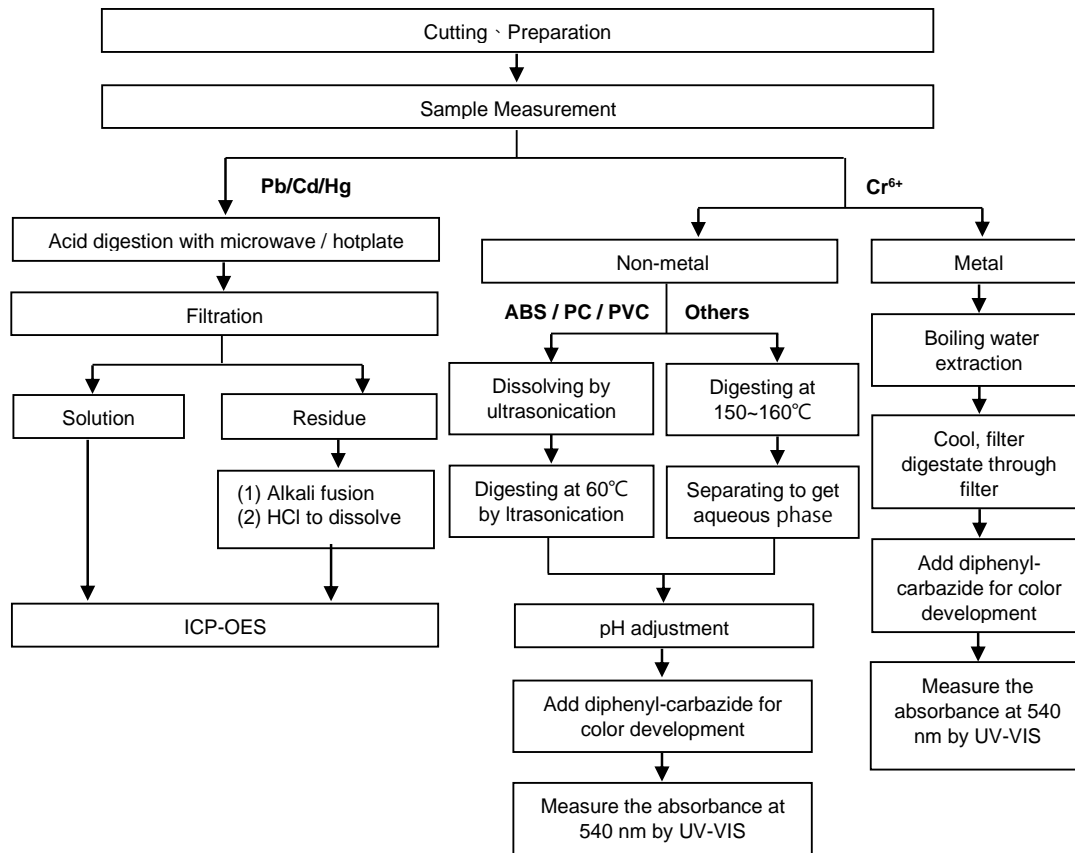 Cutting、Preparation
Sample Measurement
Pb/Cd/Hg
Cr⁶⁺
Acid digestion with microwave / hotplate
Non-metal
Metal
Filtration
ABS / PC / PVC
Others
Boiling water
extraction
Solution
Residue
Dissolving by
ultrasonication
Digesting at
150~160℃
Cool, filter
digestate through
filter
(1) Alkali fusion
(2) HCl to dissolve
Digesting at 60℃
by ltrasonication
Separating to get
aqueous phase
Add diphenyl-
carbazide for color
development
ICP-OES
pH adjustment
Measure the
absorbance at 540
nm by UV-VIS
Add diphenyl-carbazide for
color development
Measure the absorbance at
540 nm by UV-VIS